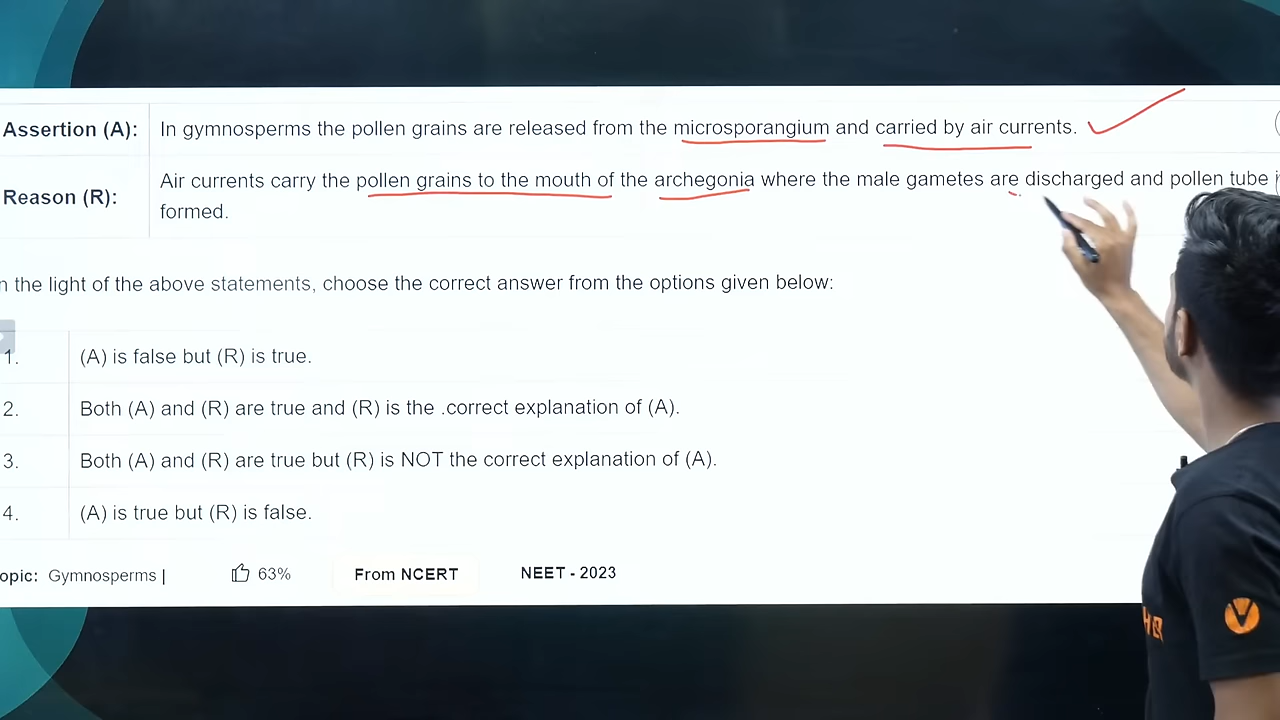 Assertion (A): In gymnosperms the pollen grains are released from the microsporangium and carried by air currents.
Reason (R): Air currents carry the pollen grains to the mouth of the archegonia where the male gametes are discharged and pollen tube
formed.
n the light of the above statements, choose the correct answer from the options given below:
1. (A) is false but (R) is true.
2. Both (A) and (R) are true and (R) is the .correct explanation of (A).
3. Both (A) and (R) are true but (R) is NOT the correct explanation of (A).
4. (A) is true but (R) is false.
opic: Gymnosperms | 63% From NCERT NEET - 2023